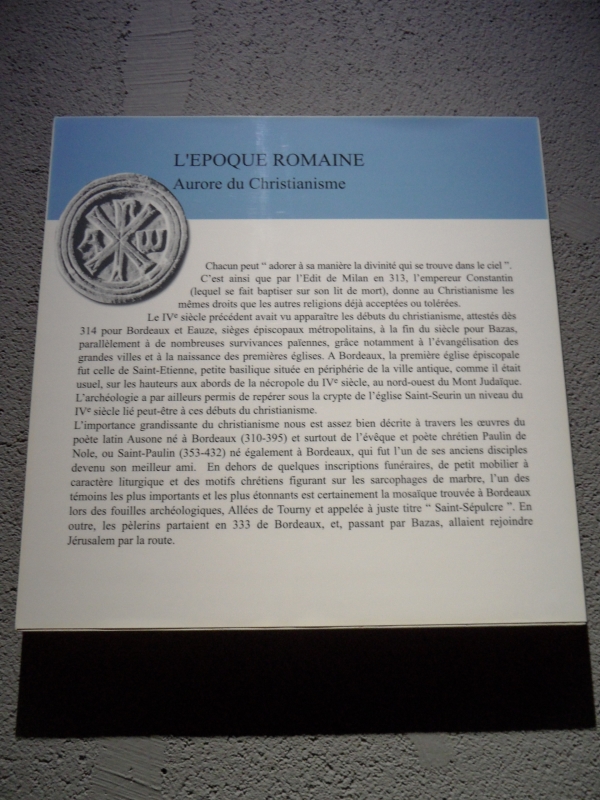 L'EPOQUE ROMAINE
Aurore du Christianisme
Chacun peut “ adorer à sa manière la divinité qui se trouve dans le ciel ”.
C'est ainsi que par l'Edit de Milan en 313, l'empereur Constantin
(lequel se fait baptiser sur son lit de mort), donne au Christianisme les
mêmes droits que les autres religions déjà acceptées ou tolérées.
Le IVe siècle précédent avait vu apparaître les débuts du christianisme, attestés dès
314 pour Bordeaux et Eauze, sièges épiscopaux métropolitains, à la fin du siècle pour Bazas,
parallèlement à de nombreuses survivances païennes, grâce notamment à l'évangélisation des
grandes villes et à la naissance des premières églises. A Bordeaux, la première église épiscopale
fut celle de Saint-Etienne, petite basilique située en périphérie de la ville antique, comme il était
usuel, sur les hauteurs aux abords de la nécropole du IVe siècle, au nord-ouest du Mont Judaïque.
L'archéologie a par ailleurs permis de repérer sous la crypte de l'église Saint-Seurin un niveau du
IVe siècle lié peut-être à ces débuts du christianisme.
L'importance grandissante du christianisme nous est assez bien décrite à travers les œuvres du
poète latin Ausone né à Bordeaux (310-395) et surtout de l'évêque et poète chrétien Paulin de
Nole, ou Saint-Paulin (353-432) né également à Bordeaux, qui fut l'un de ses anciens disciples
devenu son meilleur ami. En dehors de quelques inscriptions funéraires, de petit mobilier à
caractère liturgique et des motifs chrétiens figurant sur les sarcophages de marbre, l'un des
témoins les plus importants et les plus étonnants est certainement la mosaïque trouvée à Bordeaux
lors des fouilles archéologiques, Allées de Tourny et appelée à juste titre “ Saint-Sépulcre ”. En
outre, les pèlerins partaient en 333 de Bordeaux, et, passant par Bazas, allaient rejoindre
Jérusalem par la route.